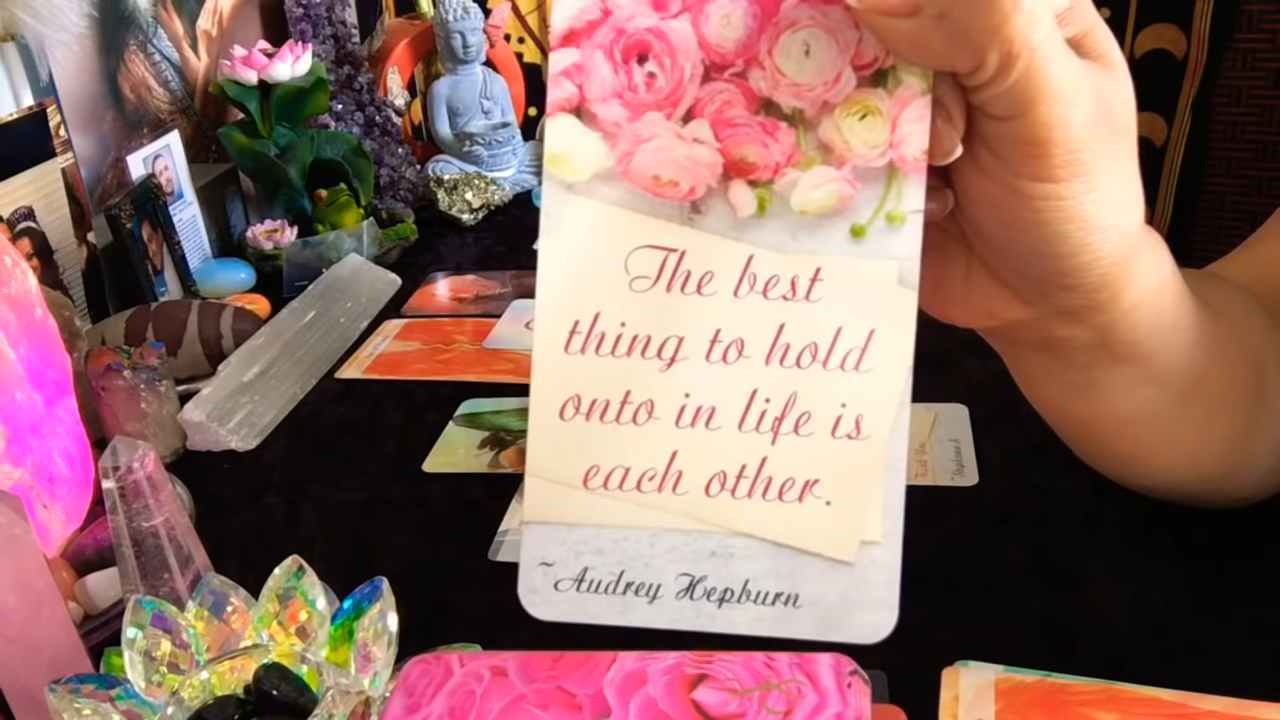 The best
thing to hold
onto in life is
each other.
~Audrey Hepburn